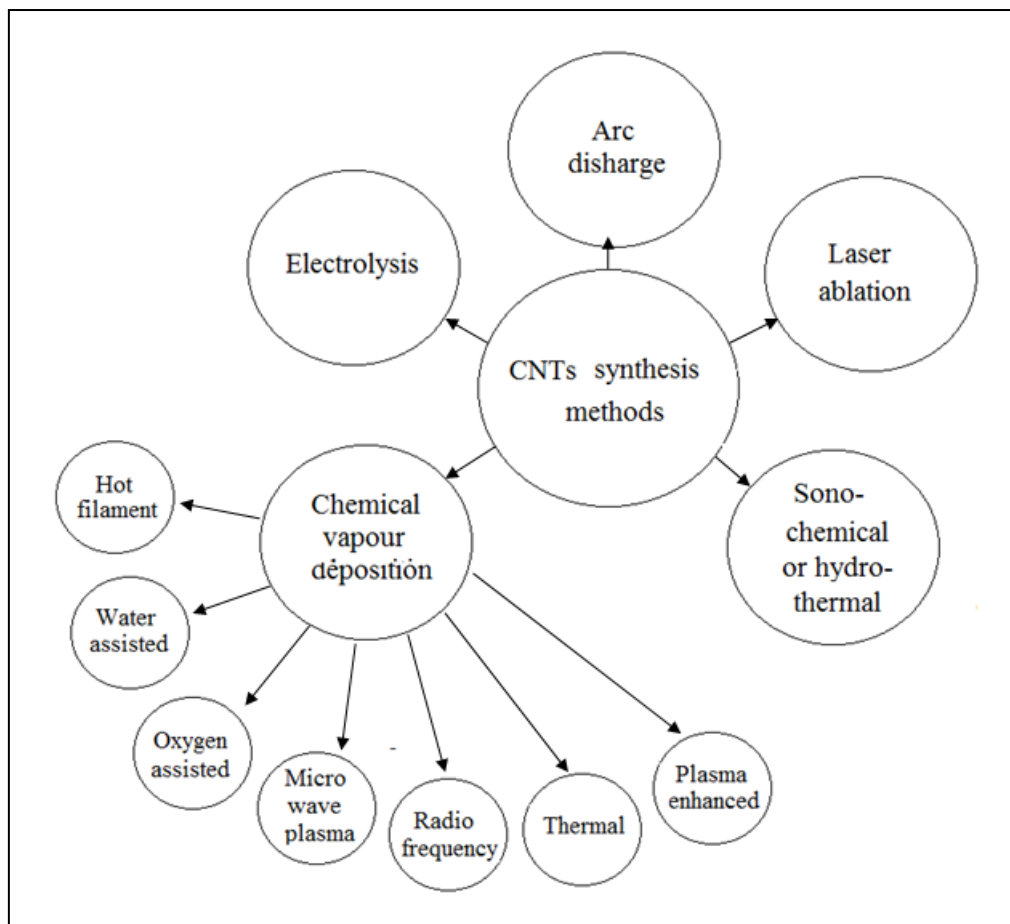 Arc
disharge
Electrolysis
Laser
ablation
CNTs synthesis
methods
Hot
filament
Chemical
vapour
deposition
Sono-
chemical
or hydro-
thermal
Water
assisted
Oxygen
assisted
Micro
wave
plasma
Radio
frequency
Thermal
Plasma
enhanced